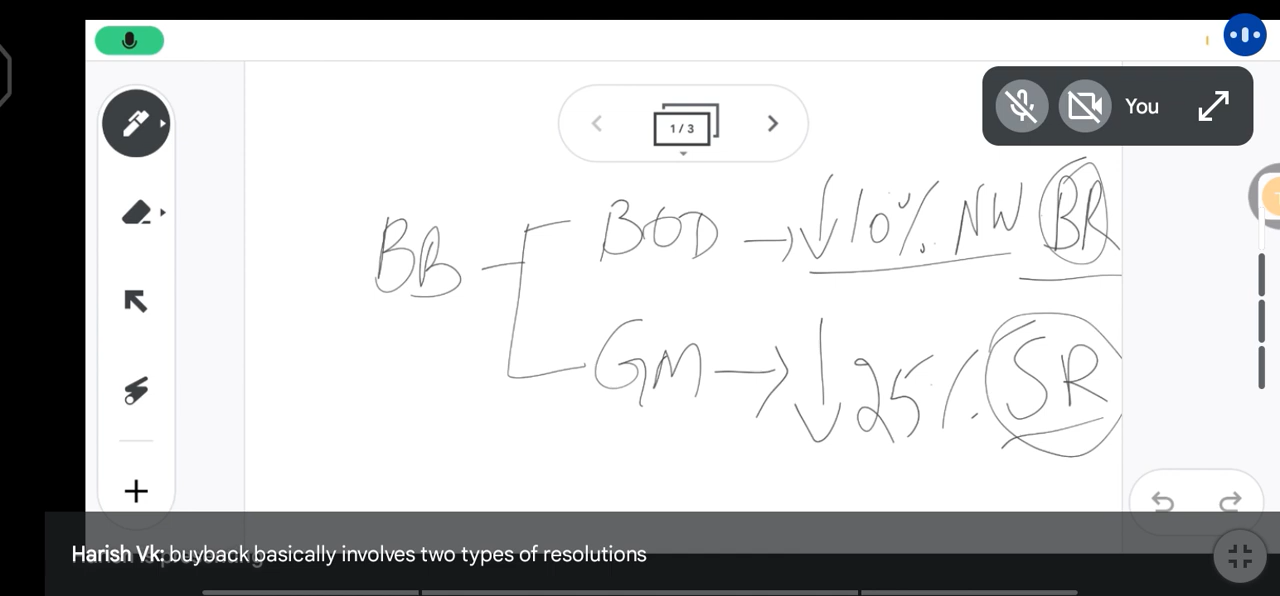 You
1 / 3
BB
BOD → ↓ 10% NW BR
GM → ↓ 25% SR
Harish Vk: buyback basically involves two types of resolutions